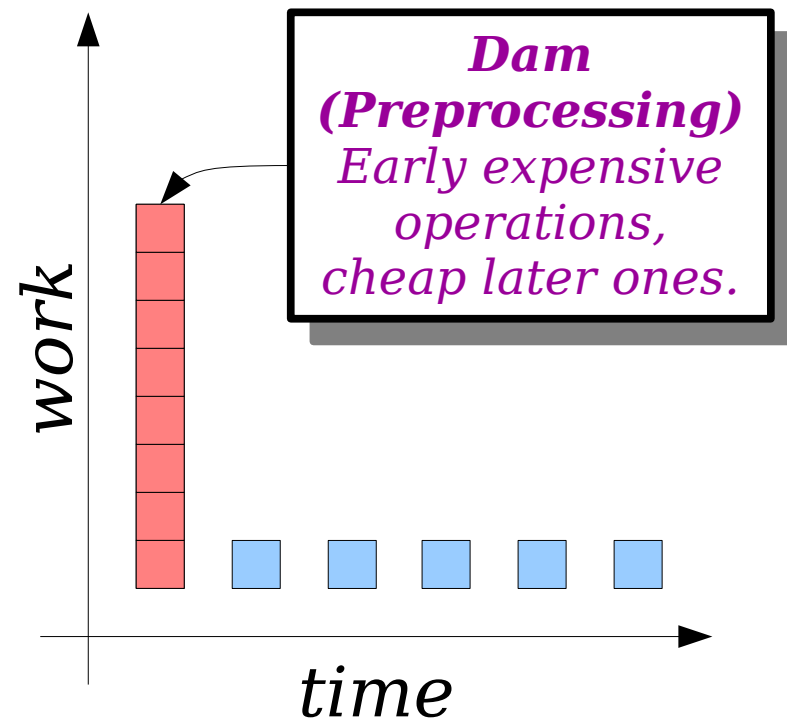 Dam
(Preprocessing)
Early expensive
operations,
cheap later ones.
work
time